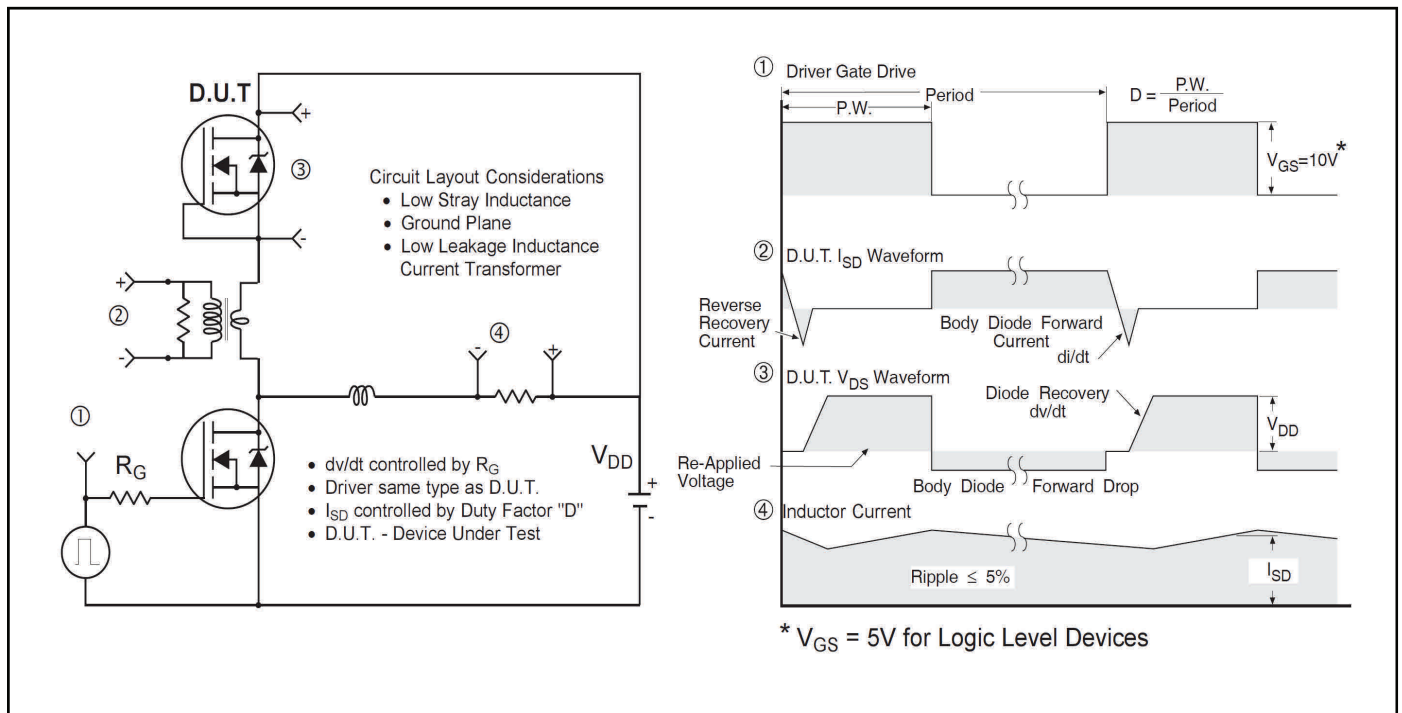 D.U.T
+
③
-
Circuit Layout Considerations
• Low Stray Inductance
• Ground Plane
• Low Leakage Inductance
Current Transformer
+
②
-
④
- +
①
R_G
V_DD
+
-
• dv/dt controlled by R_G
• Driver same type as D.U.T.
• I_SD controlled by Duty Factor "D"
• D.U.T. - Device Under Test
① Driver Gate Drive
P.W.
Period
D = P.W.
Period
V_GS=10V*
② D.U.T. I_SD Waveform
Reverse
Recovery
Current
Body Diode Forward
Current
di/dt
③ D.U.T. V_DS Waveform
Diode Recovery
dv/dt
V_DD
Re-Applied
Voltage
Body Diode Forward Drop
④ Inductor Current
Ripple ≤ 5%
I_SD
* V_GS = 5V for Logic Level Devices